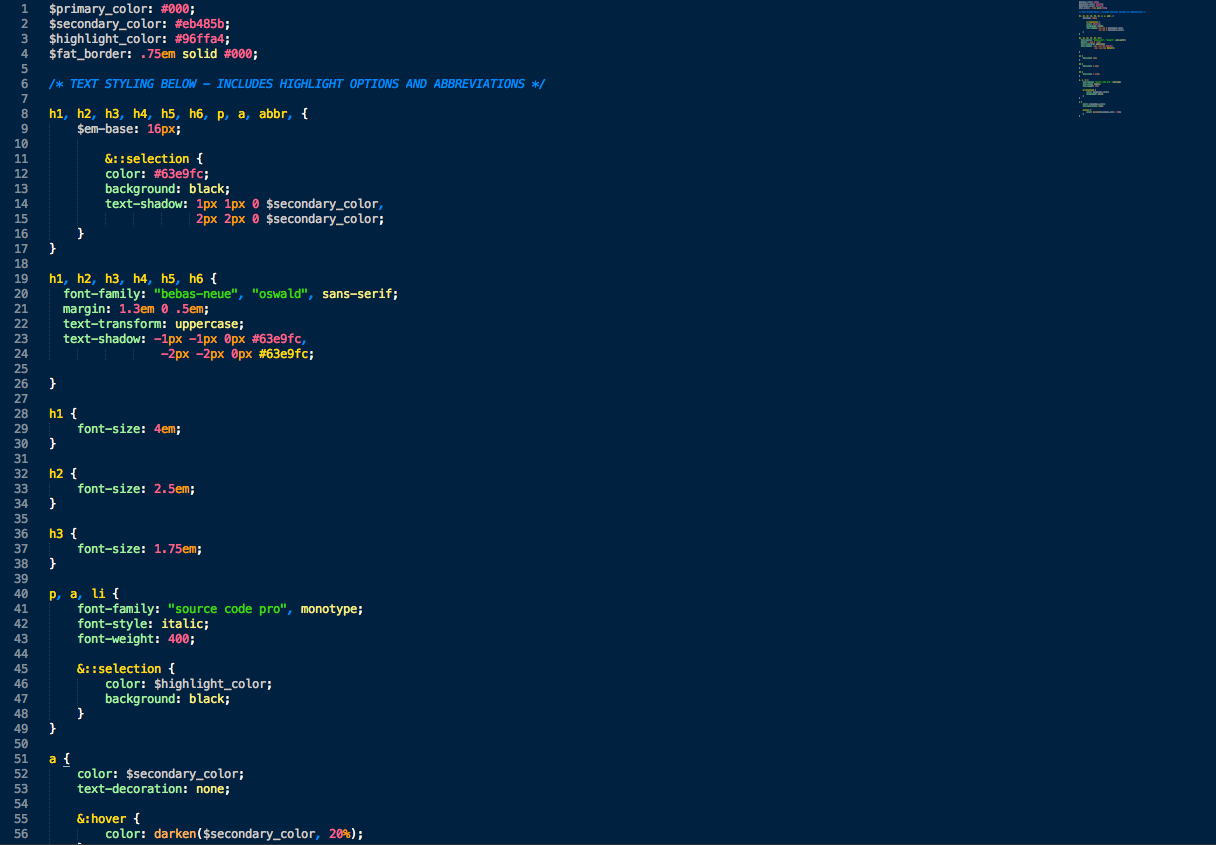 1 $primary_color: #000;
2 $secondary_color: #eb485b;
3 $highlight_color: #96ffa4;
4 $fat_border: .75em solid #000;
5
6 /* TEXT STYLING BELOW – INCLUDES HIGHLIGHT OPTIONS AND ABBREVIATIONS */
7
8 h1, h2, h3, h4, h5, h6, p, a, abbr, {
9     $em-base: 16px;
10
11         &::selection {
12         color: #63e9fc;
13         background: black;
14         text-shadow: 1px 1px 0 $secondary_color,
15                      2px 2px 0 $secondary_color;
16     }
17 }
18
19 h1, h2, h3, h4, h5, h6 {
20   font-family: "bebas-neue", "oswald", sans-serif;
21   margin: 1.3em 0 .5em;
22   text-transform: uppercase;
23   text-shadow: -1px -1px 0px #63e9fc,
24                 -2px -2px 0px #63e9fc;
25
26 }
27
28 h1 {
29     font-size: 4em;
30 }
31
32 h2 {
33     font-size: 2.5em;
34 }
35
36 h3 {
37     font-size: 1.75em;
38 }
39
40 p, a, li {
41     font-family: "source code pro", monotype;
42     font-style: italic;
43     font-weight: 400;
44
45     &::selection {
46         color: $highlight_color;
47         background: black;
48     }
49 }
50
51 a {
52     color: $secondary_color;
53     text-decoration: none;
54
55     &:hover {
56         color: darken($secondary_color, 20%);